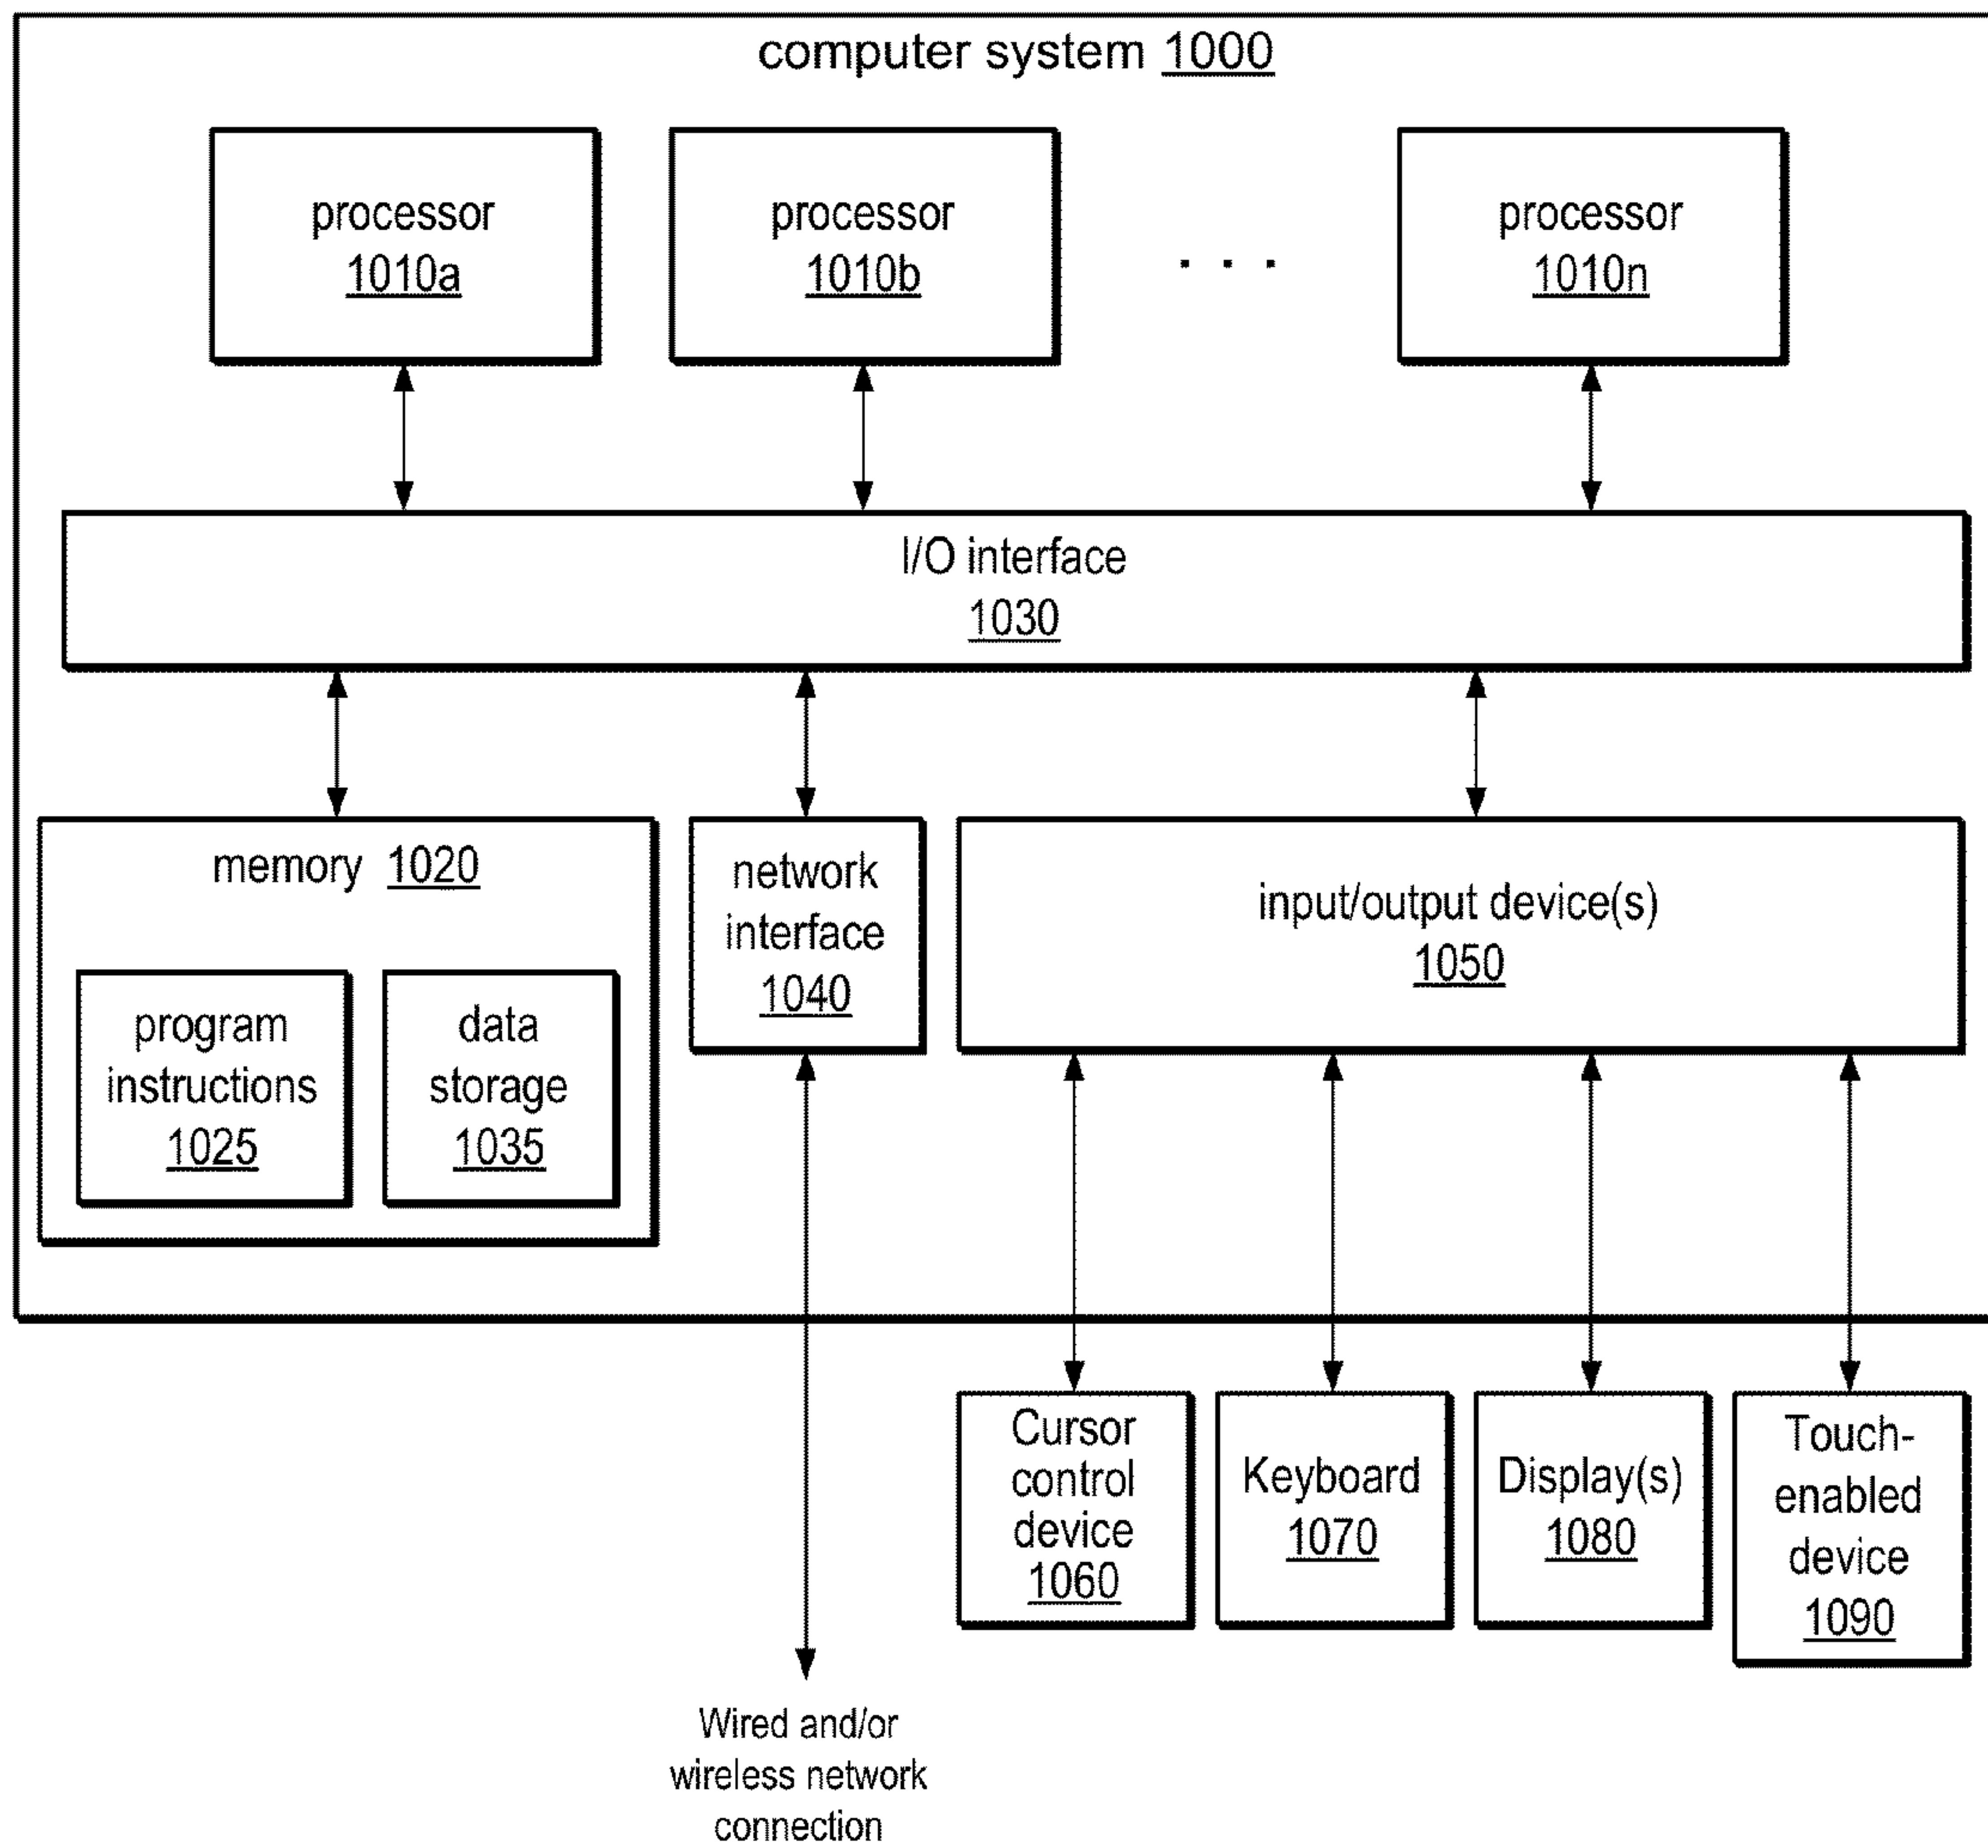 computer system 1000
processor
1010a
processor
1010b
. . .
processor
1010n
I/O interface
1030
memory 1020
program
instructions
1025
data
storage
1035
network
interface
1040
input/output device(s)
1050
Cursor
control
device
1060
Keyboard
1070
Display(s)
1080
Touch-
enabled
device
1090
Wired and/or
wireless network
connection